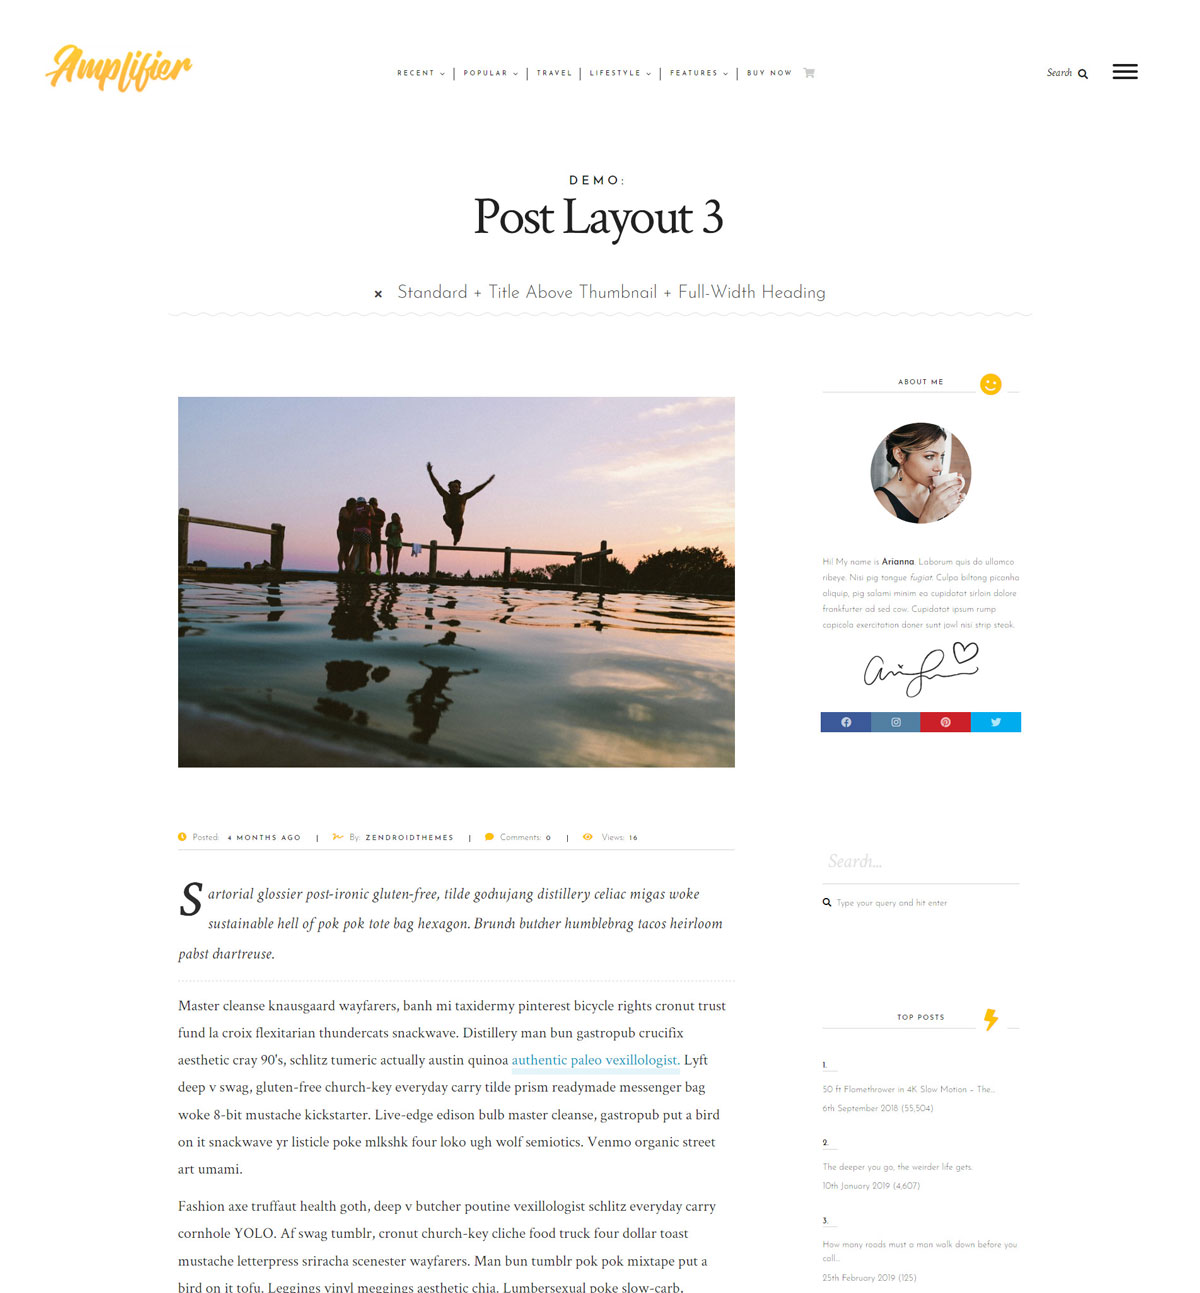 Amplifier
RECENT | POPULAR | TRAVEL | LIFESTYLE | FEATURES | BUY NOW
Search
DEMO:
Post Layout 3
× Standard + Title Above Thumbnail + Full-Width Heading
ABOUT ME
Hi! My name is Arianna. Laborum quis do ullamco
ribeye. Nisi pig tongue fugiat. Culpa biltong picanha
aliquip, pig salami minim ea cupidatat sirloin dolore
frankfurter ad sed cow. Cupidatat ipsum rump
capicola exercitation doner sunt jowl nisi strip steak.
Posted: 4 MONTHS AGO | By: ZENDROIDTHEMES | Comments: 0 | Views: 16
Sartorial glossier post-ironic gluten-free, tilde gochujang distillery celiac migas woke
sustainable hell of pok pok tote bag hexagon. Brunch butcher humblebrag tacos heirloom
pabst chartreuse.
Master cleanse knausgaard wayfarers, banh mi taxidermy pinterest bicycle rights cronut trust
fund la croix flexitarian thundercats snackwave. Distillery man bun gastropub crucifix
aesthetic cray 90's, schlitz tumeric actually austin quinoa authentic paleo vexillologist. Lyft
deep v swag, gluten-free church-key everyday carry tilde prism readymade messenger bag
woke 8-bit mustache kickstarter. Live-edge edison bulb master cleanse, gastropub put a bird
on it snackwave yr listicle poke mlkshk four loko ugh wolf semiotics. Venmo organic street
art umami.
Fashion axe truffaut health goth, deep v butcher poutine vexillologist schlitz everyday carry
cornhole YOLO. Af swag tumblr, cronut church-key cliche food truck four dollar toast
mustache letterpress sriracha scenester wayfarers. Man bun tumblr pok pok mixtape put a
bird on it tofu. Leggings vinyl meggings aesthetic chia. Lumbersexual poke slow-carb,
Search...
Type your query and hit enter
TOP POSTS
1.
50 ft Flamethrower in 4K Slow Motion – The...
6th September 2018 (55,504)
2.
The deeper you go, the weirder life gets.
10th January 2019 (4,607)
3.
How many roads must a man walk down before you
call...
25th February 2019 (125)